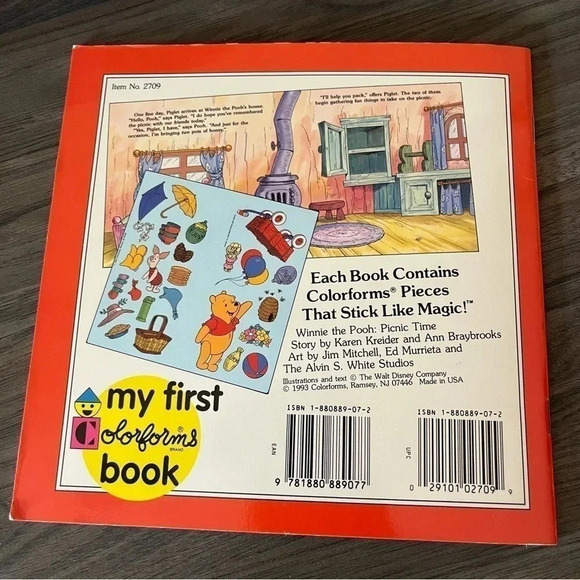 Item No. 2709
One fine day, Piglet arrives at Winnie the Pooh's house.
"Hello, Pooh," says Piglet. "I do hope you've remembered
the picnic with our friends today."
"Yes, Piglet, I have," says Pooh. "And just for the
occasion, I'm bringing two pots of honey."
"I'll help you pack," offers Piglet. The two of them
begin gathering fun things to take on the picnic.
Each Book Contains
Colorforms® Pieces
That Stick Like Magic!™
Winnie the Pooh: Picnic Time
Story by Karen Kreider and Ann Braybrooks
Art by Jim Mitchell, Ed Murrieta and
The Alvin S. White Studios
Illustrations and text © The Walt Disney Company
© 1993 Colorforms, Ramsey, NJ 07446 Made in USA
my first
Colorforms®
BRAND
book
ISBN 1-880889-07-2
EAN
9 781880 889077
ISBN 1-880889-07-2
UPC
0 29101 02709 9